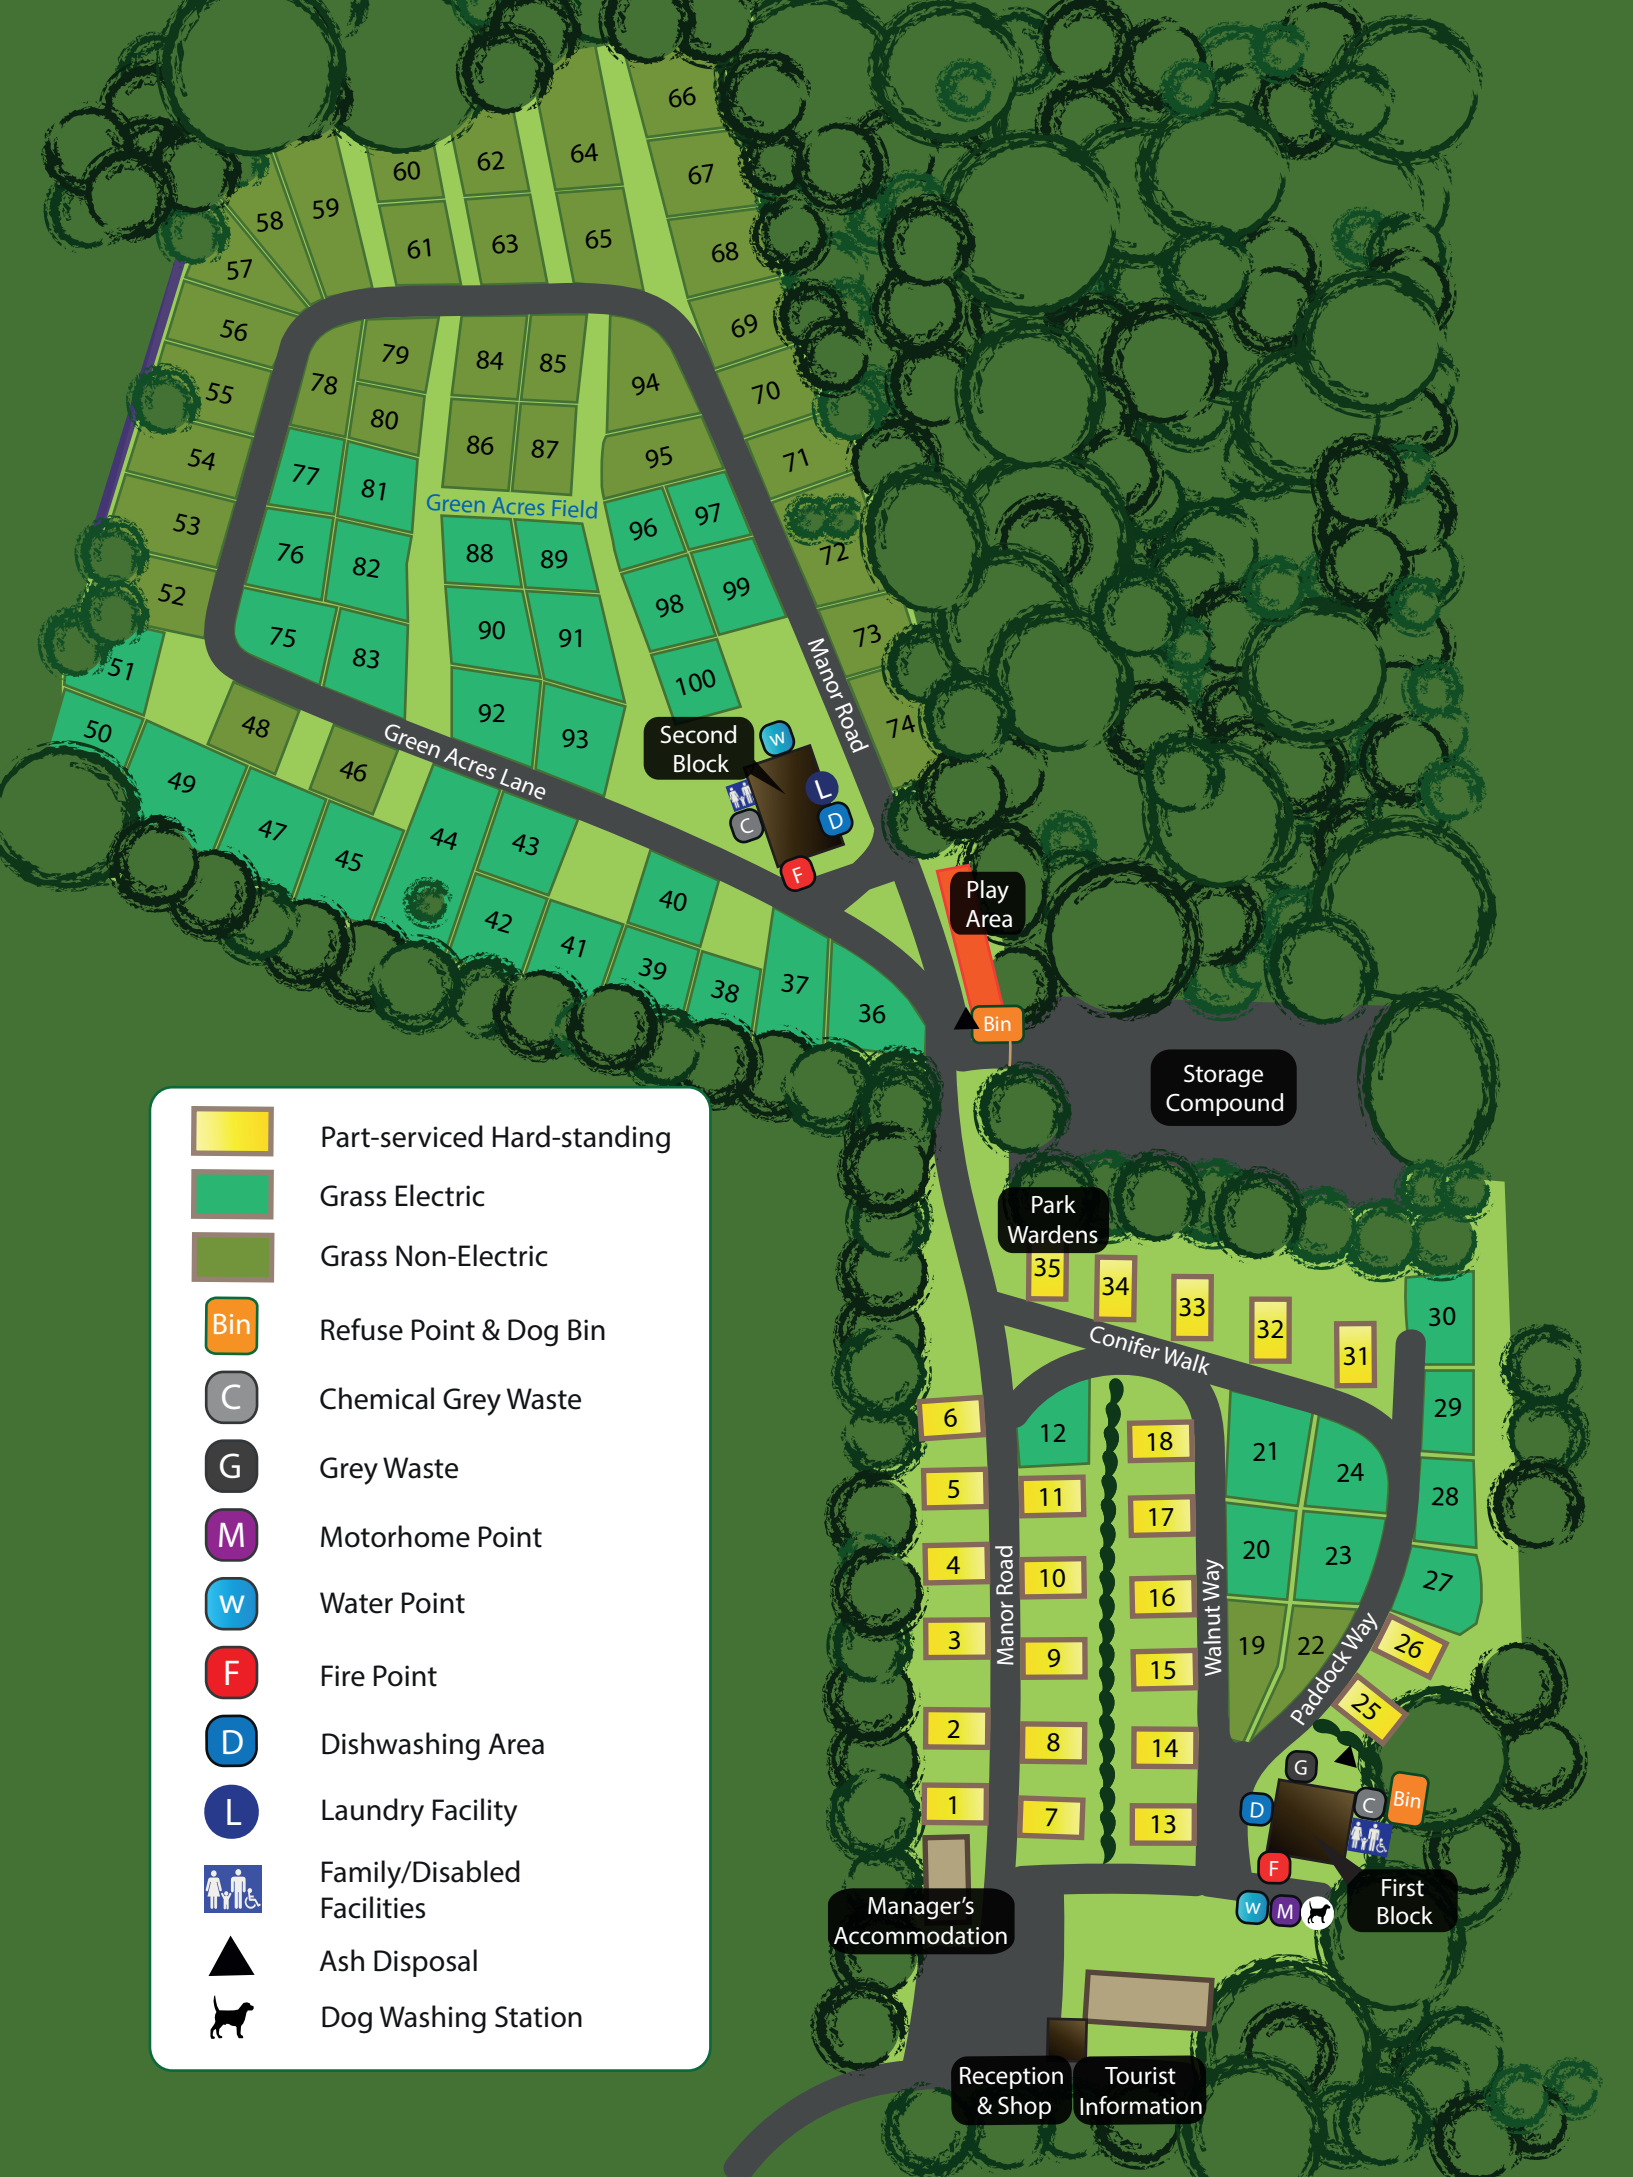 66
64
62
60
67
59
58
65
63
61
68
57
69
56
79
84
85
78
94
70
55
80
86
87
95
71
54
77
81
Green Acres Field
96
97
53
76
82
88
89
72
52
98
99
75
90
91
73
83
51
100
Manor Road
48
50
92
93
74
Second
Block
w
Green Acres Lane
46
49
L
C
D
47
45
44
43
F
40
Play
Area
42
41
39
38
37
36
Bin
Storage
Compound
Park
Wardens
35
34
33
32
31
30
Conifer Walk
29
6
12
18
21
24
28
5
11
17
20
23
27
4
10
16
Manor Road
Walnut Way
19
22
26
3
9
15
Paddock Way
25
2
8
14
G
1
7
13
D
C
Bin
F
w
M
First
Block
Manager's
Accommodation
Reception
& Shop
Tourist
Information
Part-serviced Hard-standing
Grass Electric
Grass Non-Electric
Bin
Refuse Point & Dog Bin
C
Chemical Grey Waste
G
Grey Waste
M
Motorhome Point
w
Water Point
F
Fire Point
D
Dishwashing Area
L
Laundry Facility
Family/Disabled
Facilities
Ash Disposal
Dog Washing Station